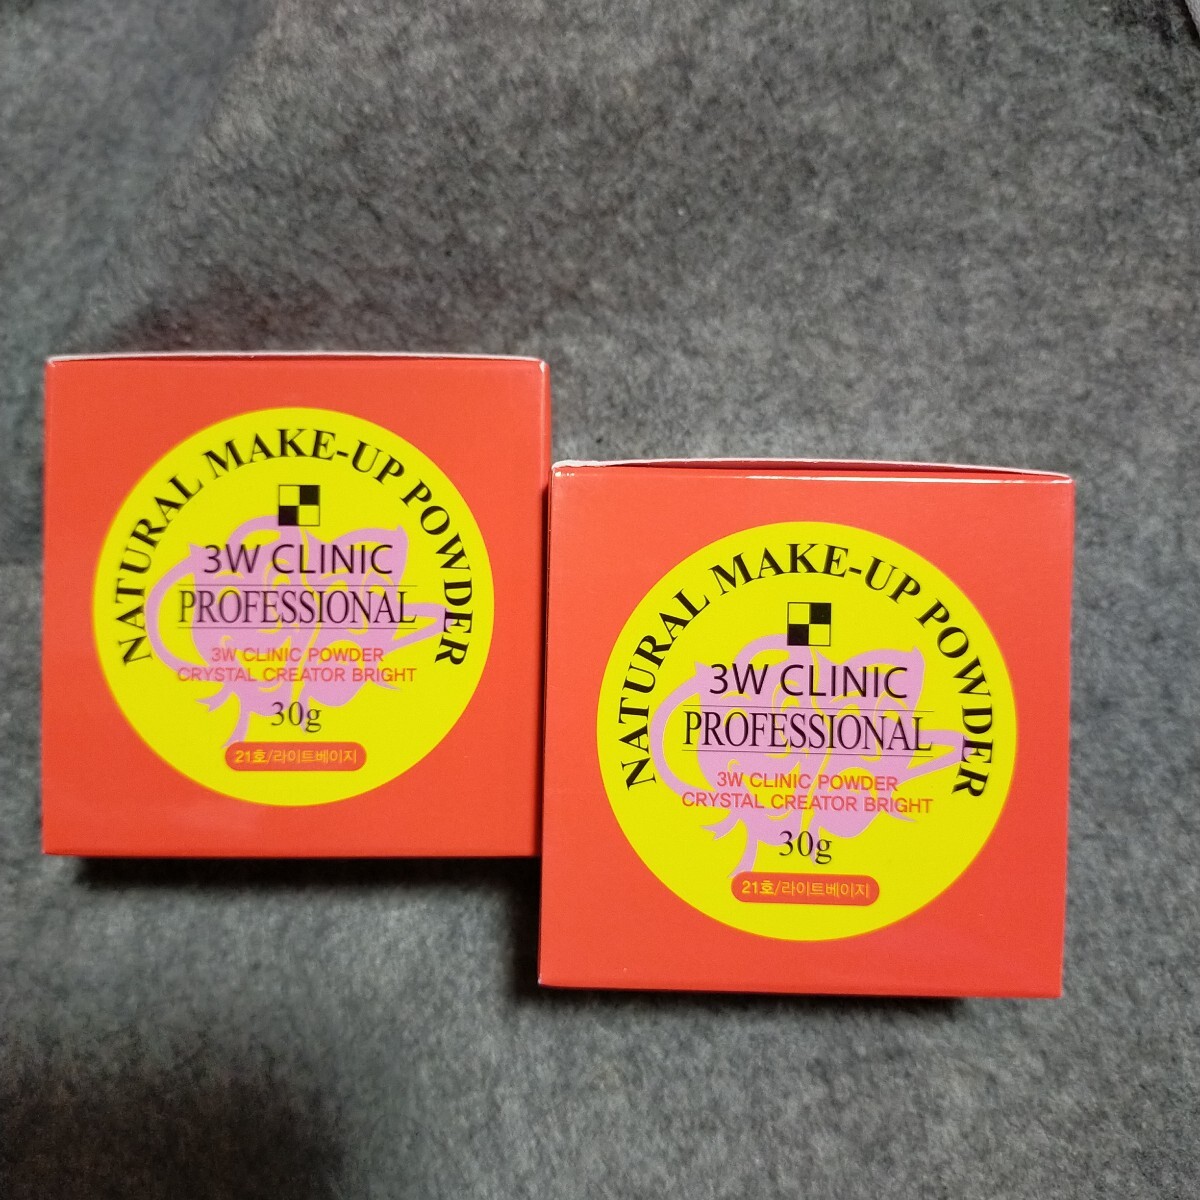 NATURAL MAKE-UP POWDER
3W CLINIC
PROFESSIONAL
3W CLINIC POWDER
CRYSTAL CREATOR BRIGHT
30g
21호/라이트베이지
NATURAL MAKE-UP POWDER
3W CLINIC
PROFESSIONAL
3W CLINIC POWDER
CRYSTAL CREATOR BRIGHT
30g
21호/라이트베이지